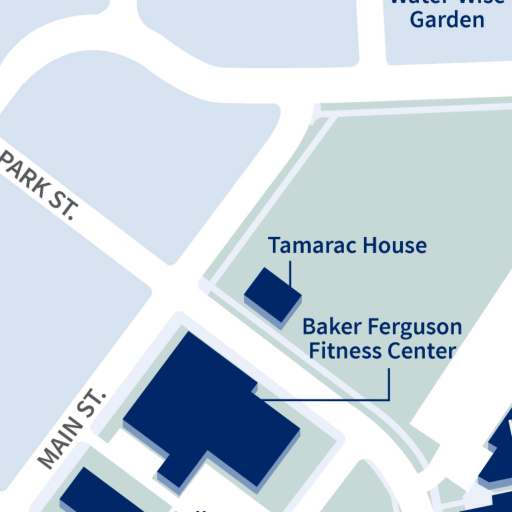 Garden
PARK ST.
Tamarac House
Baker Ferguson
Fitness Center
MAIN ST.